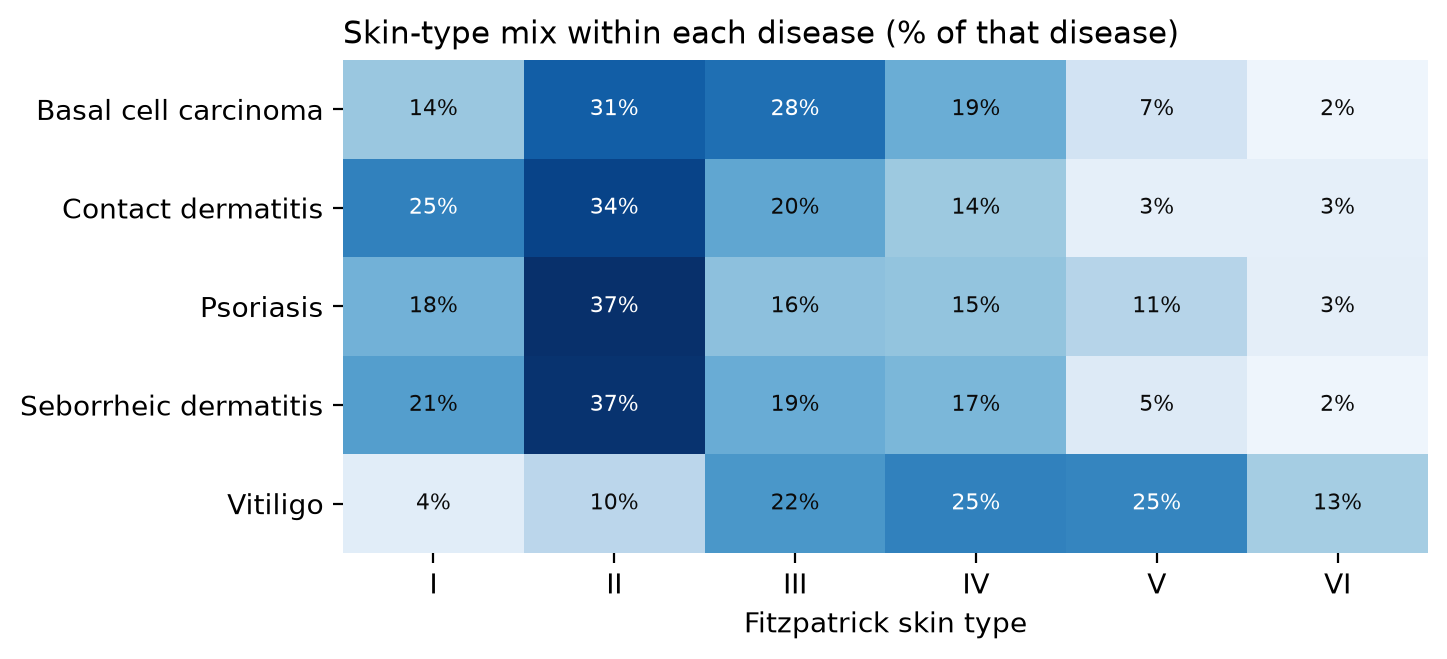 Skin-type mix within each disease (% of that disease)
Basal cell carcinoma 14% 31% 28% 19% 7% 2%
Contact dermatitis 25% 34% 20% 14% 3% 3%
Psoriasis 18% 37% 16% 15% 11% 3%
Seborrheic dermatitis 21% 37% 19% 17% 5% 2%
Vitiligo 4% 10% 22% 25% 25% 13%
I II III IV V VI
Fitzpatrick skin type